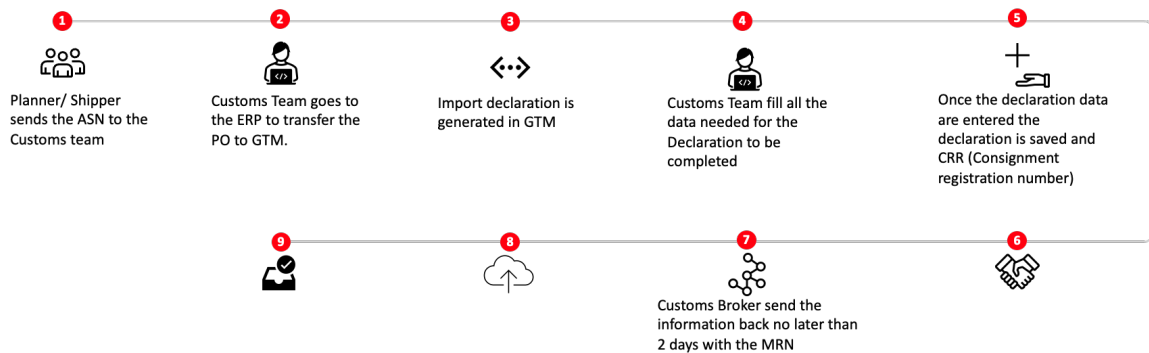 1
2
3
4
5
Planner/ Shipper
sends the ASN to the
Customs team
Customs Team goes to
the ERP to transfer the
PO to GTM.
Import declaration is
generated in GTM
Customs Team fill all the
data needed for the
Declaration to be
completed
Once the declaration data
are entered the
declaration is saved and
CRR (Consignment
registration number)
9
8
7
6
Customs Broker send the
information back no later than
2 days with the MRN